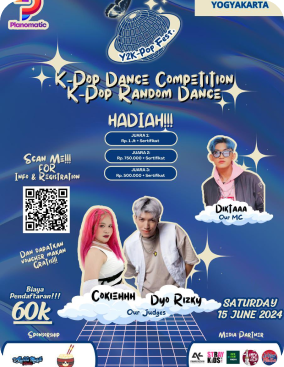 YOGYAKARTA
Planomatic
Y2K-Pop Fest.
K-Pop Dance Competition
K-Pop Random Dance
HADIAH!!!
JUARA 1:
Rp. 1 Jt + Sertifikat
JUARA 2:
Rp. 750.000 + Sertifikat
JUARA 3:
Rp. 500.000 + Sertifikat
Scan Me!!!
FOR
Info & Registration
Dan dapatkan
voucher makan
Gratis!!!
Diktaaa
Our MC
Cokiehhh
Dyo Rizky
Our Judges
Biaya
Pendaftaran!!!
60k
SATURDAY
15 JUNE 2024
Sponsorship
Media Partner